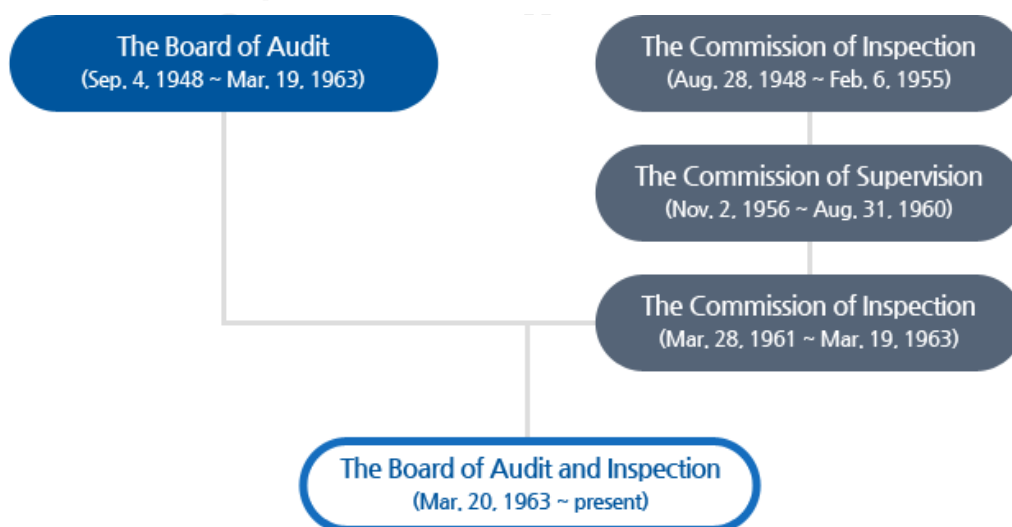 The Board of Audit
(Sep. 4, 1948 ~ Mar. 19, 1963)
The Commission of Inspection
(Aug. 28, 1948 ~ Feb. 6, 1955)
The Commission of Supervision
(Nov. 2, 1956 ~ Aug. 31, 1960)
The Commission of Inspection
(Mar. 28, 1961 ~ Mar. 19, 1963)
The Board of Audit and Inspection
(Mar. 20, 1963 ~ present)